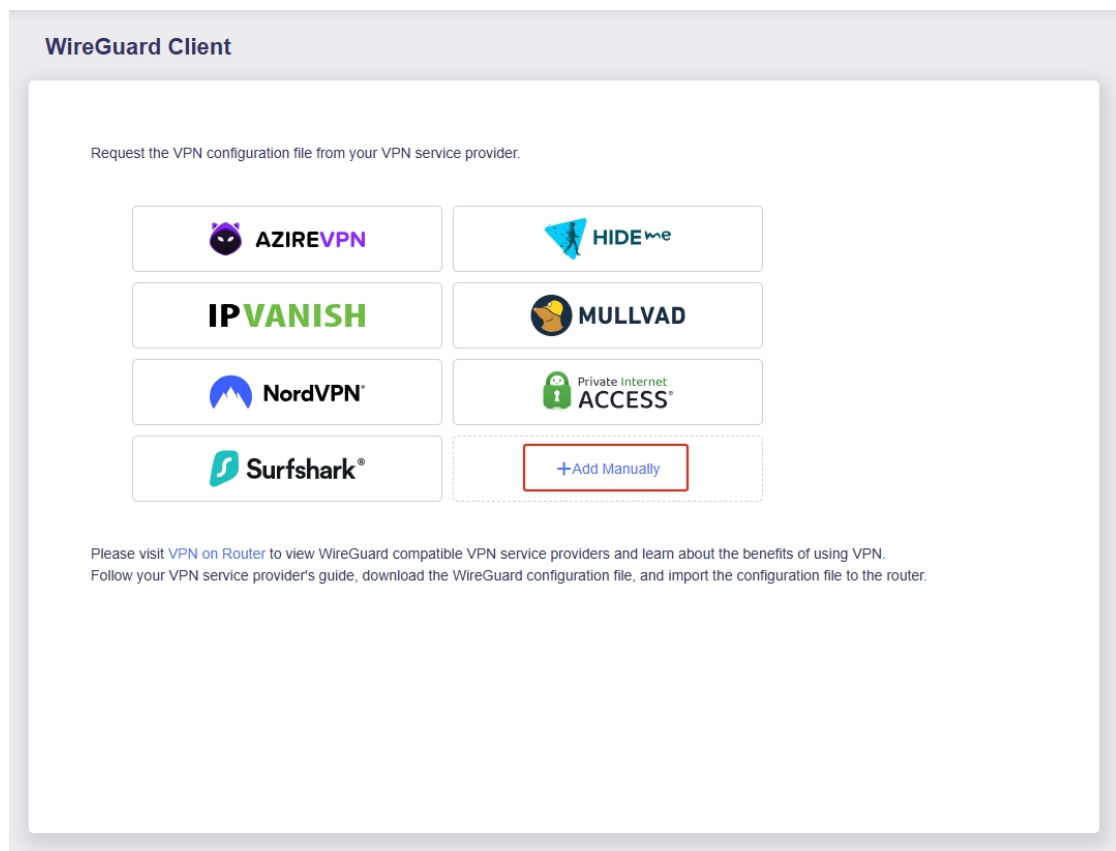 WireGuard Client
Request the VPN configuration file from your VPN service provider.
AZIREVPN
HIDE me
IPVANISH
MULLVAD
NordVPN®
Private Internet
ACCESS®
Surfshark®
+Add Manually
Please visit VPN on Router to view WireGuard compatible VPN service providers and learn about the benefits of using VPN.
Follow your VPN service provider's guide, download the WireGuard configuration file, and import the configuration file to the router.